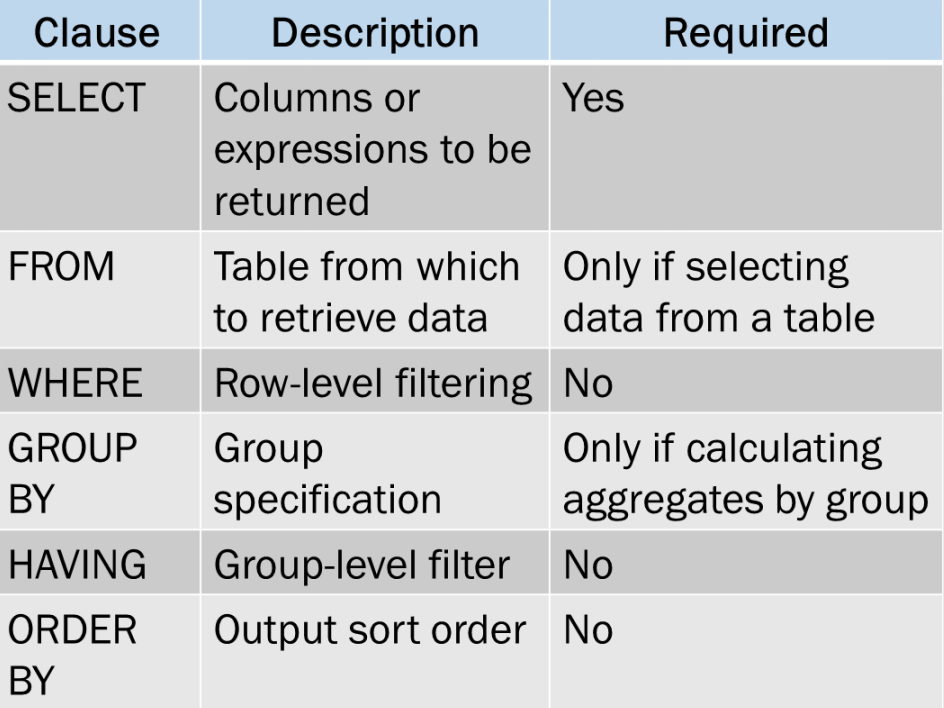 Clause Description Required
SELECT Columns or Yes
expressions to be
returned
FROM Table from which Only if selecting
to retrieve data data from a table
WHERE Row-level filtering No
GROUP Group Only if calculating
BY specification aggregates by group
HAVING Group-level filter No
ORDER Output sort order No
BY